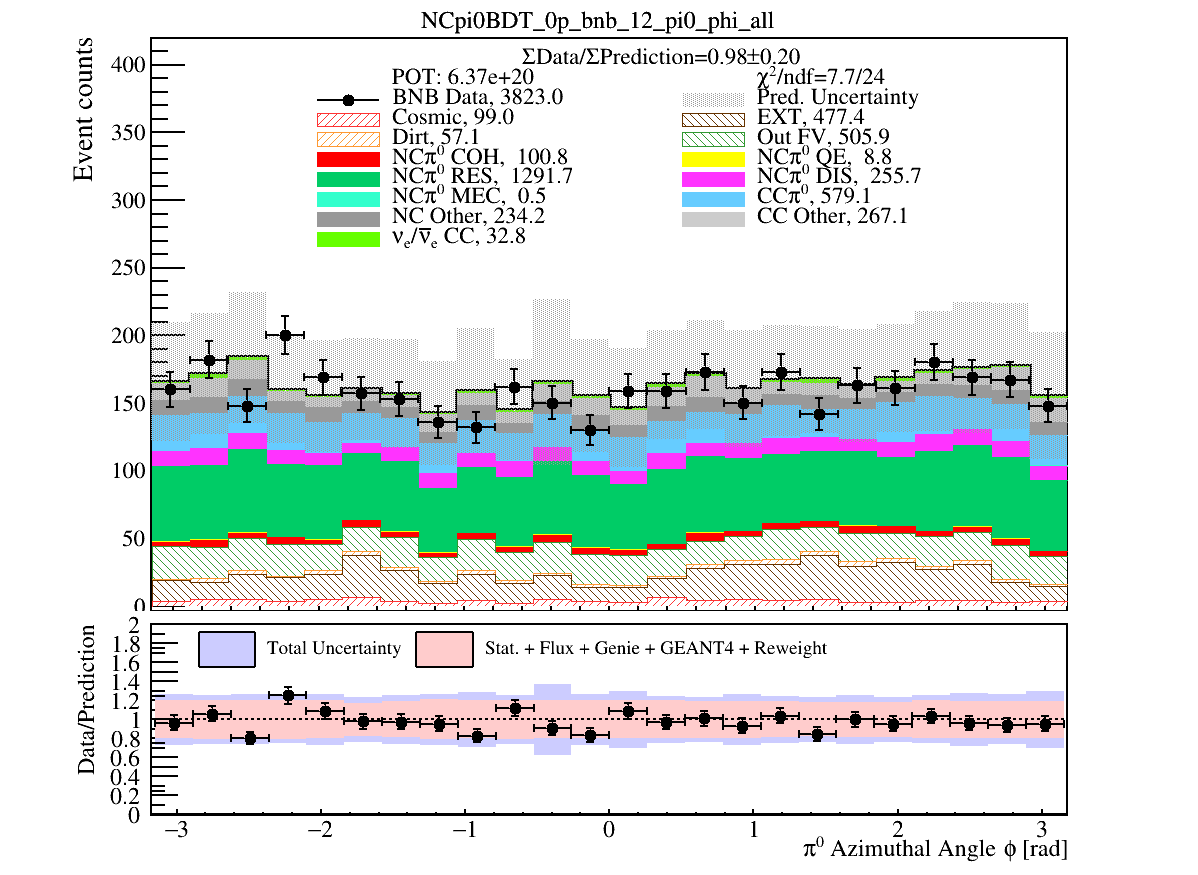 NCpi0BDT_0p_bnb_12_pi0_phi_all
ΣData/ΣPrediction=0.98±0.20
POT: 6.37e+20
χ²/ndf=7.7/24
BNB Data, 3823.0
Pred. Uncertainty
Cosmic, 99.0
EXT, 477.4
Dirt, 57.1
Out FV, 505.9
NCπ⁰ COH, 100.8
NCπ⁰ QE, 8.8
NCπ⁰ RES, 1291.7
NCπ⁰ DIS, 255.7
NCπ⁰ MEC, 0.5
CCπ⁰, 579.1
NC Other, 234.2
CC Other, 267.1
νₑ/ν̅ₑ CC, 32.8
Event counts
400
350
300
250
200
150
100
50
0
Total Uncertainty
Stat. + Flux + Genie + GEANT4 + Reweight
Data/Prediction
2
1.8
1.6
1.4
1.2
1
0.8
0.6
0.4
0.2
0
−3 −2 −1 0 1 2 3
π⁰ Azimuthal Angle ϕ [rad]